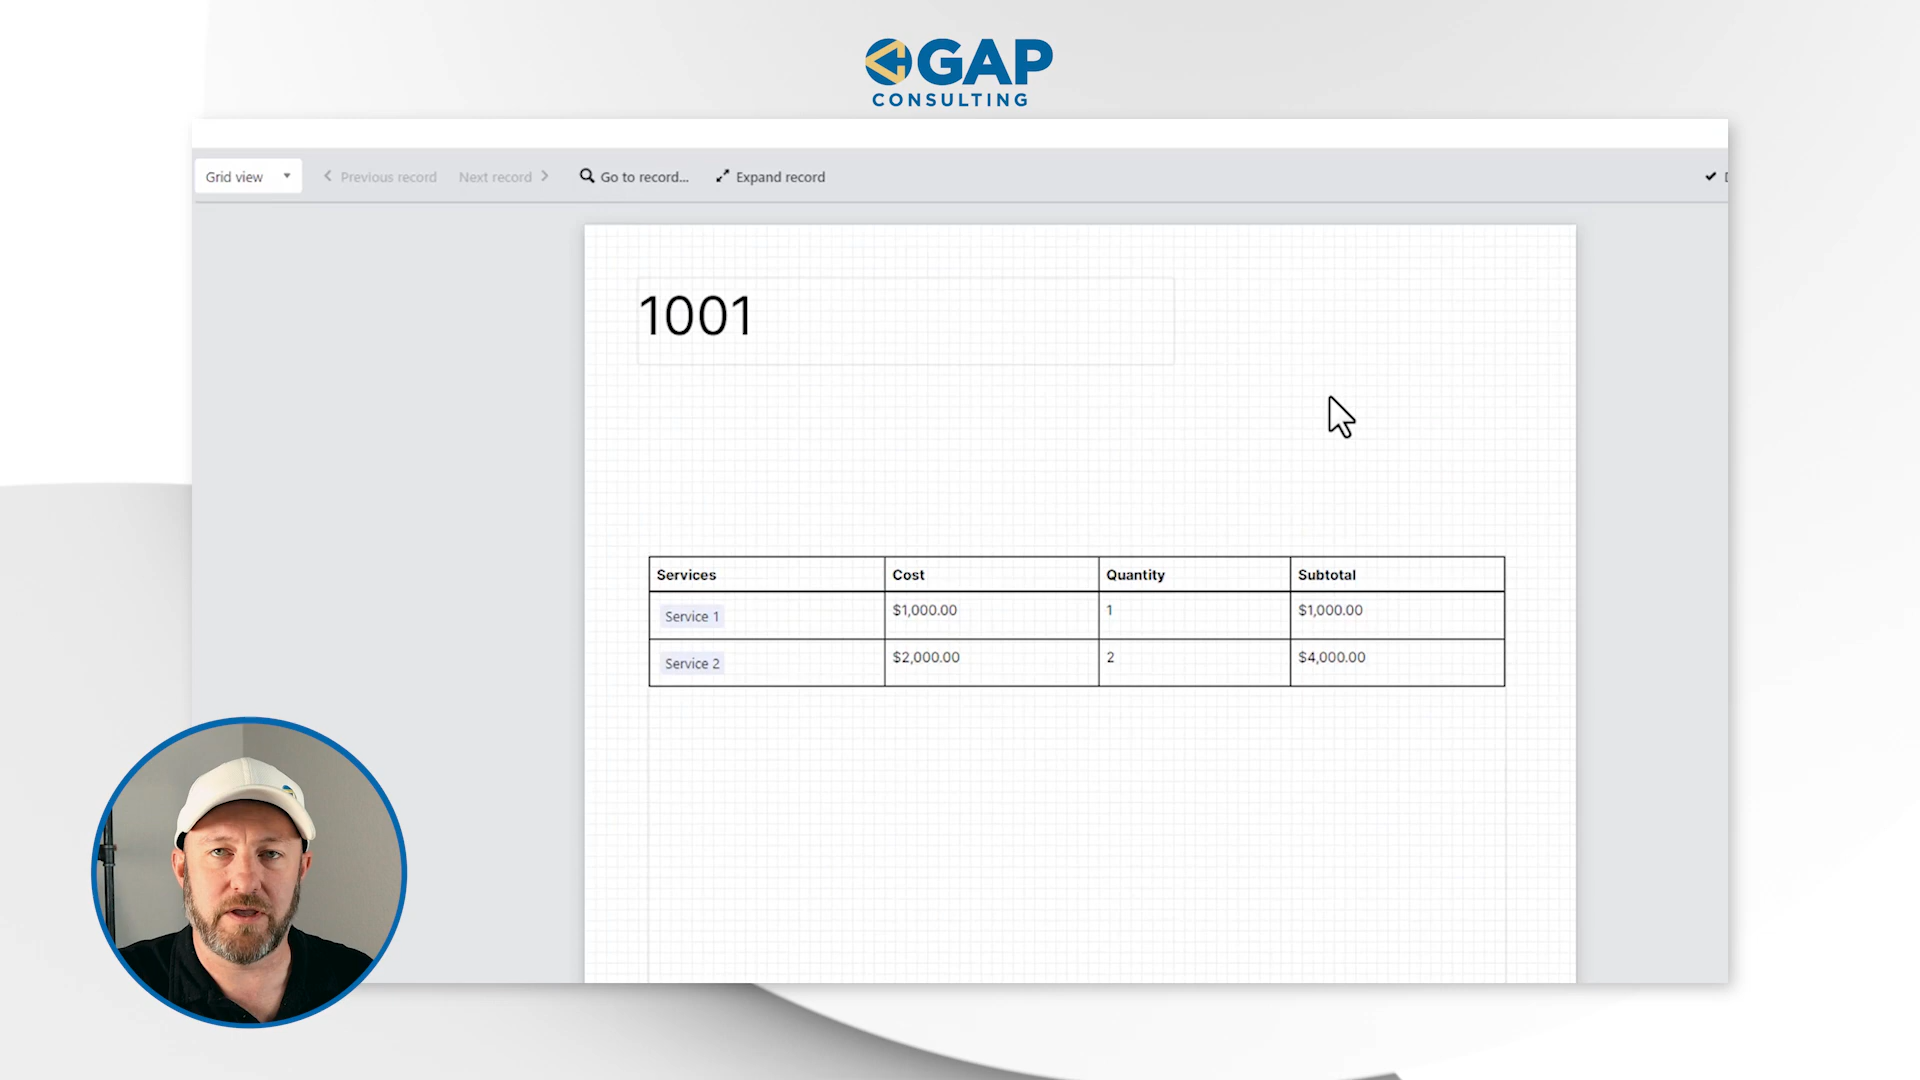 GAP
CONSULTING
Grid view Previous record Next record Go to record... Expand record
1001
Services Cost Quantity Subtotal
Service 1 $1,000.00 1 $1,000.00
Service 2 $2,000.00 2 $4,000.00